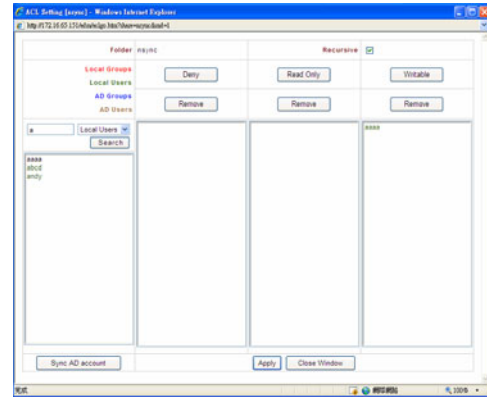 ACL Setting [nsync] - Windows Internet Explorer
Folder nsync Recursive
Local Groups
Local Users
AD Groups
AD Users
Deny Read Only Writable
Remove Remove Remove
a Local Users
Search
aaaa
abcd
andy
aaaa
Sync AD account Apply Close Window
完成
100%